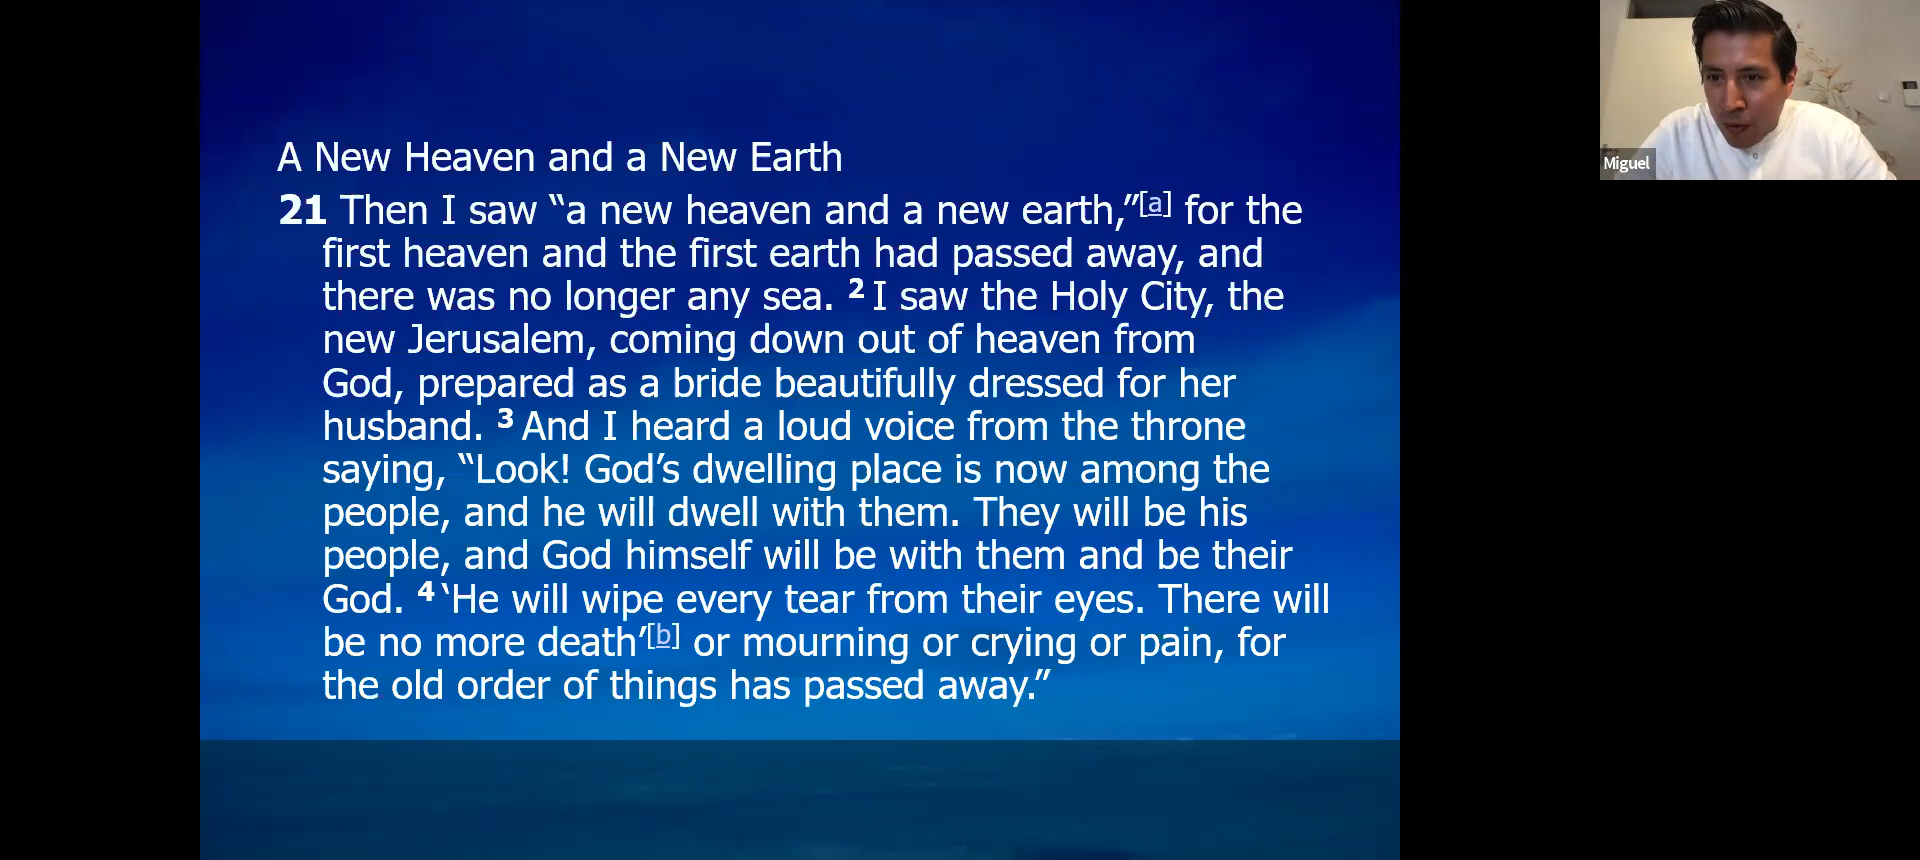 A New Heaven and a New Earth
21 Then I saw “a new heaven and a new earth,”[a] for the
first heaven and the first earth had passed away, and
there was no longer any sea. 2 I saw the Holy City, the
new Jerusalem, coming down out of heaven from
God, prepared as a bride beautifully dressed for her
husband. 3 And I heard a loud voice from the throne
saying, “Look! God’s dwelling place is now among the
people, and he will dwell with them. They will be his
people, and God himself will be with them and be their
God. 4 ‘He will wipe every tear from their eyes. There will
be no more death’[b] or mourning or crying or pain, for
the old order of things has passed away.”
Miguel